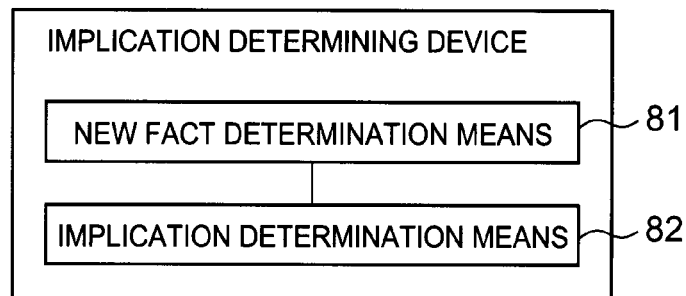 IMPLICATION DETERMINING DEVICE
NEW FACT DETERMINATION MEANS
81
IMPLICATION DETERMINATION MEANS
82